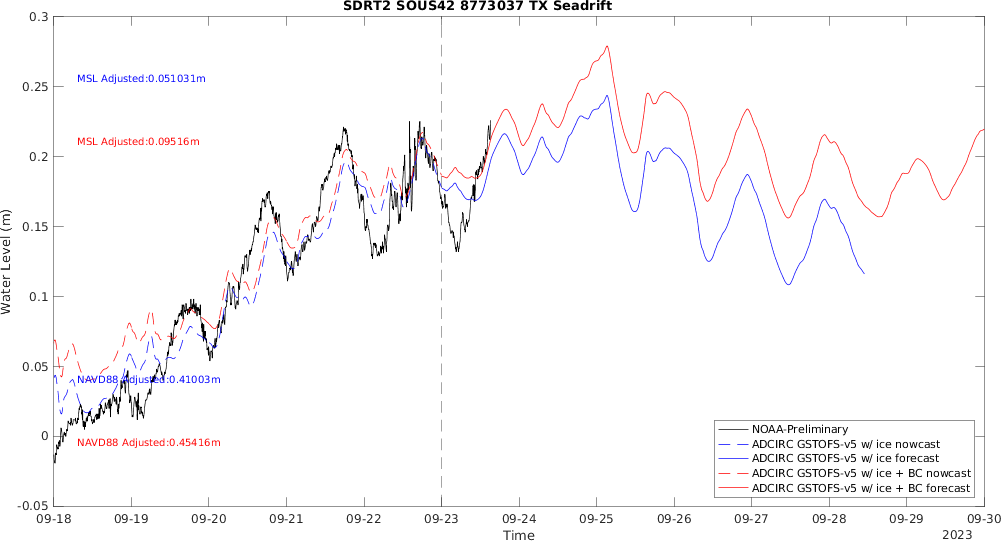 SDRT2 SOUS42 8773037 TX Seadrift
0.3
0.25
0.2
0.15
0.1
0.05
0
-0.05
Water Level (m)
MSL Adjusted:0.051031m
MSL Adjusted:0.09516m
NAVD88 Adjusted:0.41003m
NAVD88 Adjusted:0.45416m
NOAA-Preliminary
ADCIRC GSTOFS-v5 w/ ice nowcast
ADCIRC GSTOFS-v5 w/ ice forecast
ADCIRC GSTOFS-v5 w/ ice + BC nowcast
ADCIRC GSTOFS-v5 w/ ice + BC forecast
09-18 09-19 09-20 09-21 09-22 09-23 09-24 09-25 09-26 09-27 09-28 09-29 09-30
Time
2023